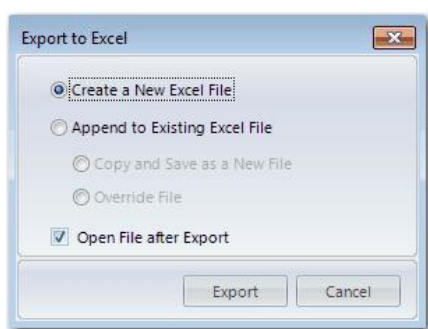 Export to Excel
Create a New Excel File
Append to Existing Excel File
Copy and Save as a New File
Override File
Open File after Export
Export Cancel